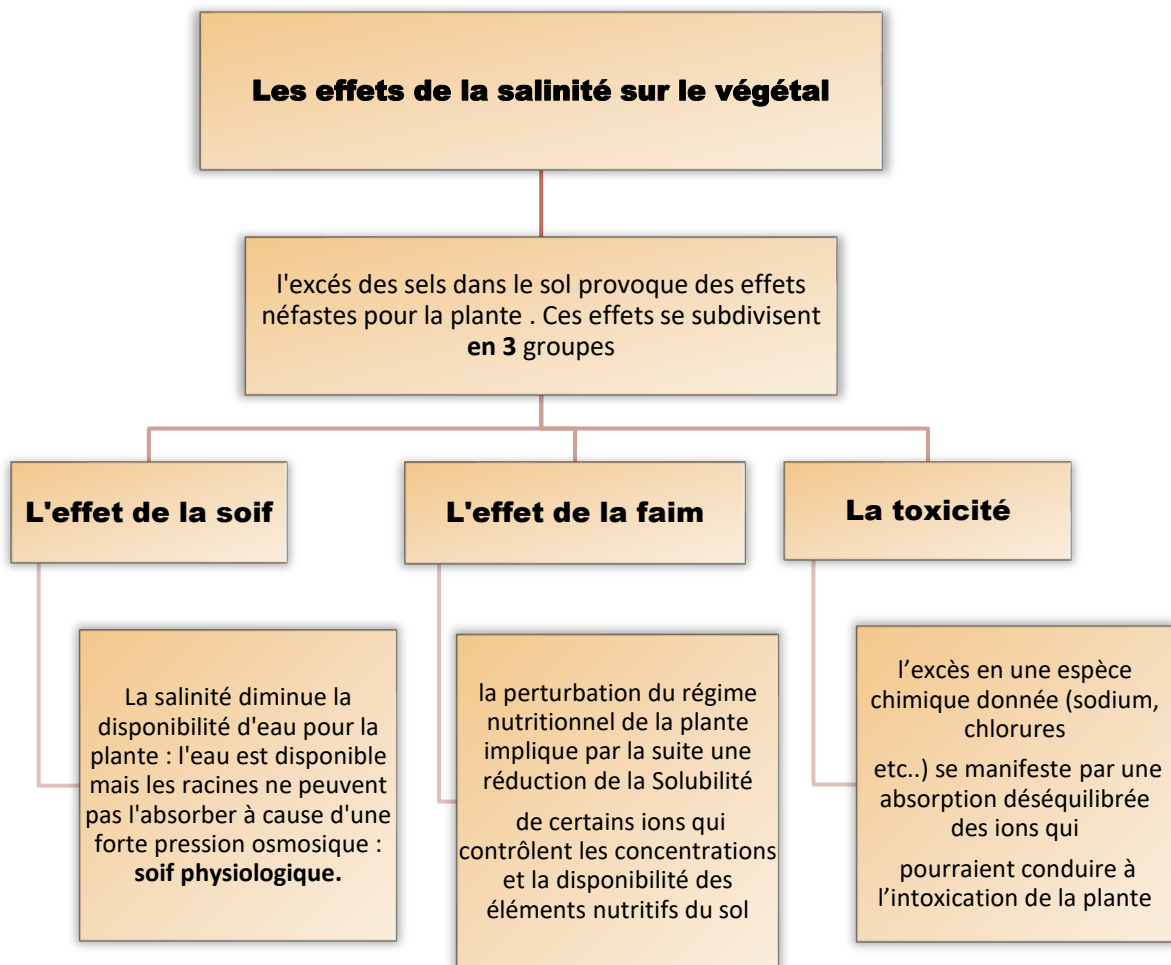 Les effets de la salinité sur le végétal
l'excés des sels dans le sol provoque des effets
néfastes pour la plante . Ces effets se subdivisent
en 3 groupes
L'effet de la soif
La salinité diminue la
disponibilité d'eau pour la
plante : l'eau est disponible
mais les racines ne peuvent
pas l'absorber à cause d'une
forte pression osmosique :
soif physiologique.
L'effet de la faim
la perturbation du régime
nutritionnel de la plante
implique par la suite une
réduction de la Solubilité
de certains ions qui
contrôlent les concentrations
et la disponibilité des
éléments nutritifs du sol
La toxicité
l’excès en une espèce
chimique donnée (sodium,
chlorures
etc..) se manifeste par une
absorption déséquilibrée
des ions qui
pourraient conduire à
l’intoxication de la plante